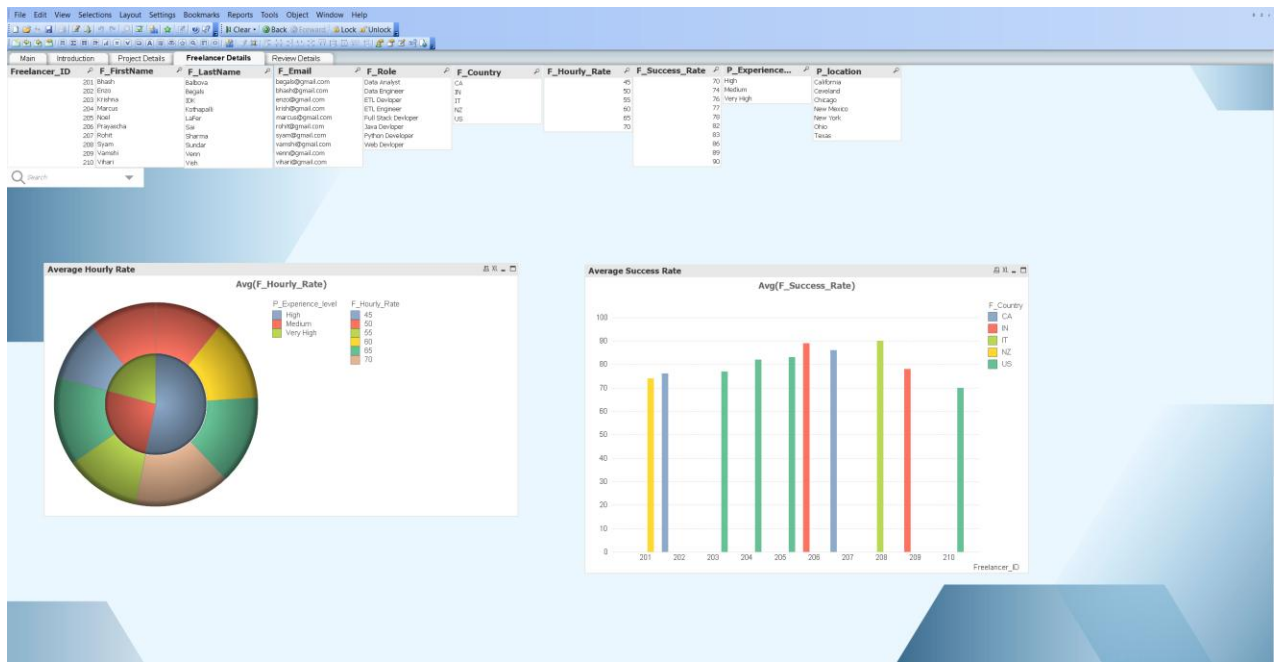 File Edit View Selections Layout Settings Bookmarks Reports Tools Object Window Help
Clear Back Forward Lock Unlock
Main Introduction Project Details Freelancer Details Review Details
Freelancer_ID F_FirstName F_LastName F_Email F_Role F_Country F_Hourly_Rate F_Success_Rate P_Experience... P_location
201 Bhash Balbova begals@gmail.com Data Analyst CA 45 70 High California
202 Enzo Begals bhash@gmail.com Data Engineer IN 50 74 Medium Ceveland
203 Krishna IDK enzo@gmail.com ETL Devloper IT 55 76 Very High Chicago
204 Marcus Kothapalli krish@gmail.com ETL Engineer NZ 60 77 New Mexico
205 Noel LaFer marcus@gmail.com Full Stack Devloper US 65 78 New York
206 Prayascha Sai rohit@gmail.com Java Devloper 70 82 Ohio
207 Rohit Sharma syam@gmail.com Python Developer 83 Texas
208 Syam Sundar vamshi@gmail.com Web Devloper 86
209 Vamshi Venn venn@gmail.com 89
210 Vihari Vieh vihari@gmail.com 90
Search
Average Hourly Rate XL
Avg(F_Hourly_Rate)
P_Experience_level F_Hourly_Rate
High 45
Medium 50
Very High 55
60
65
70
Average Success Rate XL
Avg(F_Success_Rate)
F_Country
CA
IN
IT
NZ
US
100
90
80
70
60
50
40
30
20
10
0
201 202 203 204 205 206 207 208 209 210
Freelancer_ID